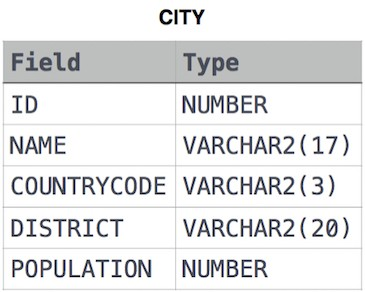 CITY
Field Type
ID NUMBER
NAME VARCHAR2(17)
COUNTRYCODE VARCHAR2(3)
DISTRICT VARCHAR2(20)
POPULATION NUMBER